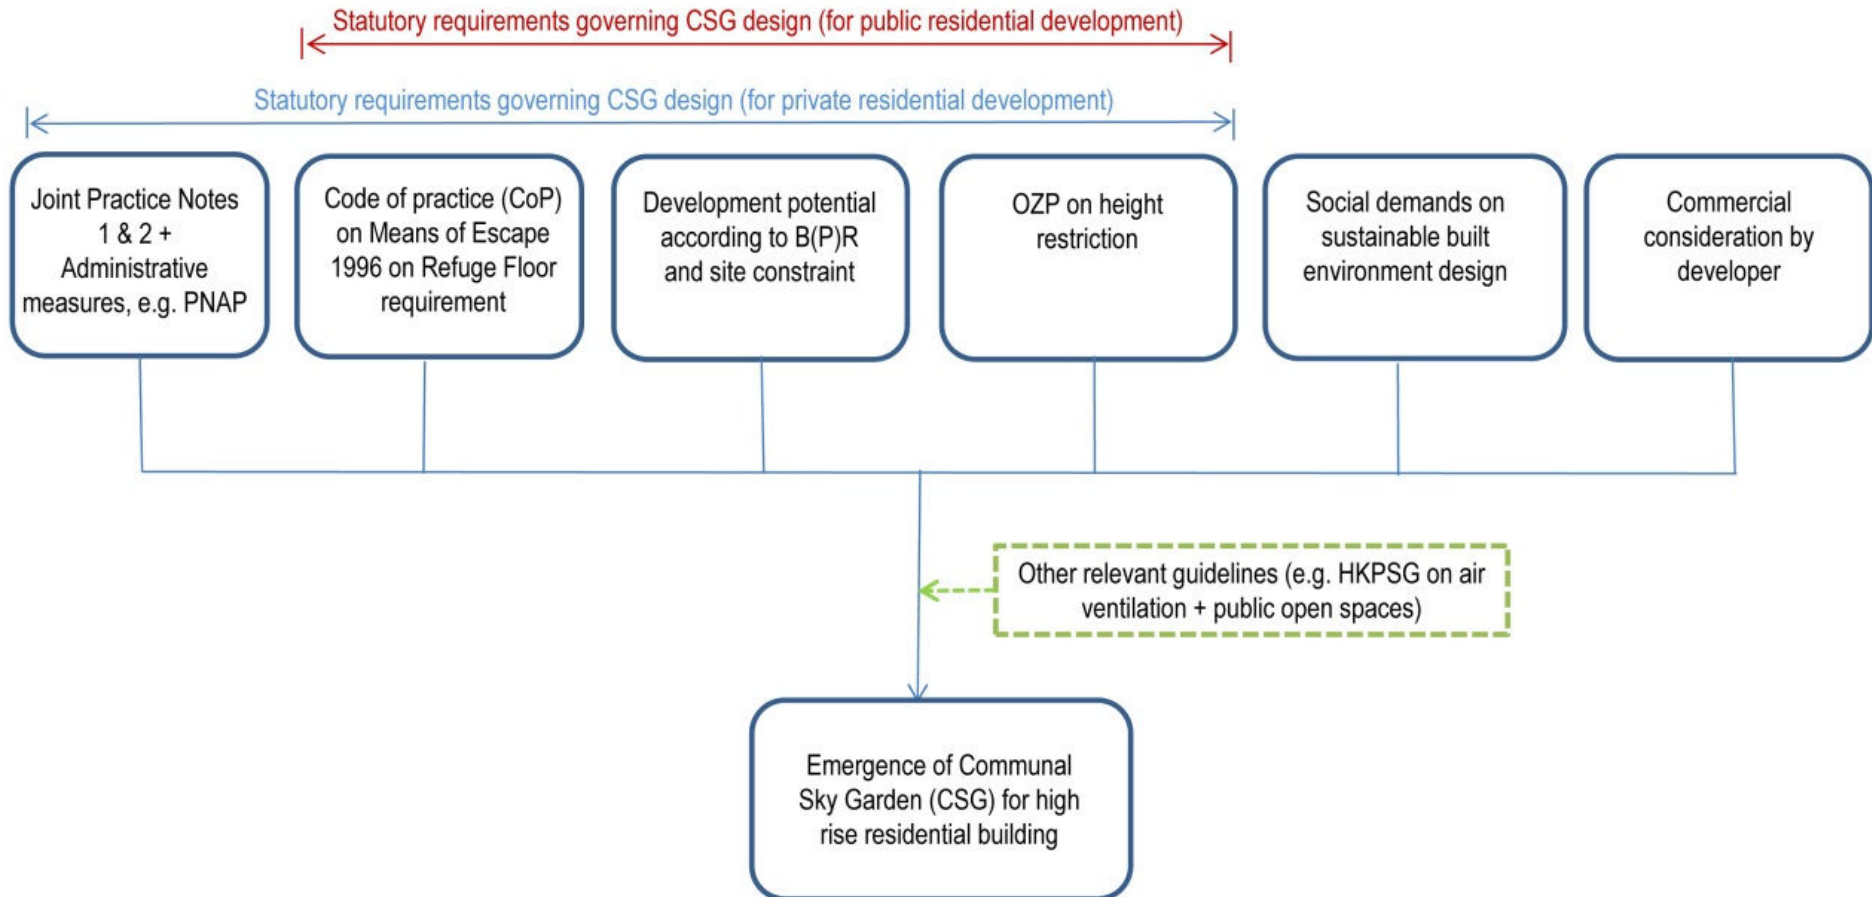 Statutory requirements governing CSG design (for public residential development)
Statutory requirements governing CSG design (for private residential development)
Joint Practice Notes
1 & 2 +
Administrative
measures, e.g. PNAP
Code of practice (CoP)
on Means of Escape
1996 on Refuge Floor
requirement
Development potential
according to B(P)R
and site constraint
OZP on height
restriction
Social demands on
sustainable built
environment design
Commercial
consideration by
developer
Other relevant guidelines (e.g. HKPSG on air
ventilation + public open spaces)
Emergence of Communal
Sky Garden (CSG) for high
rise residential building